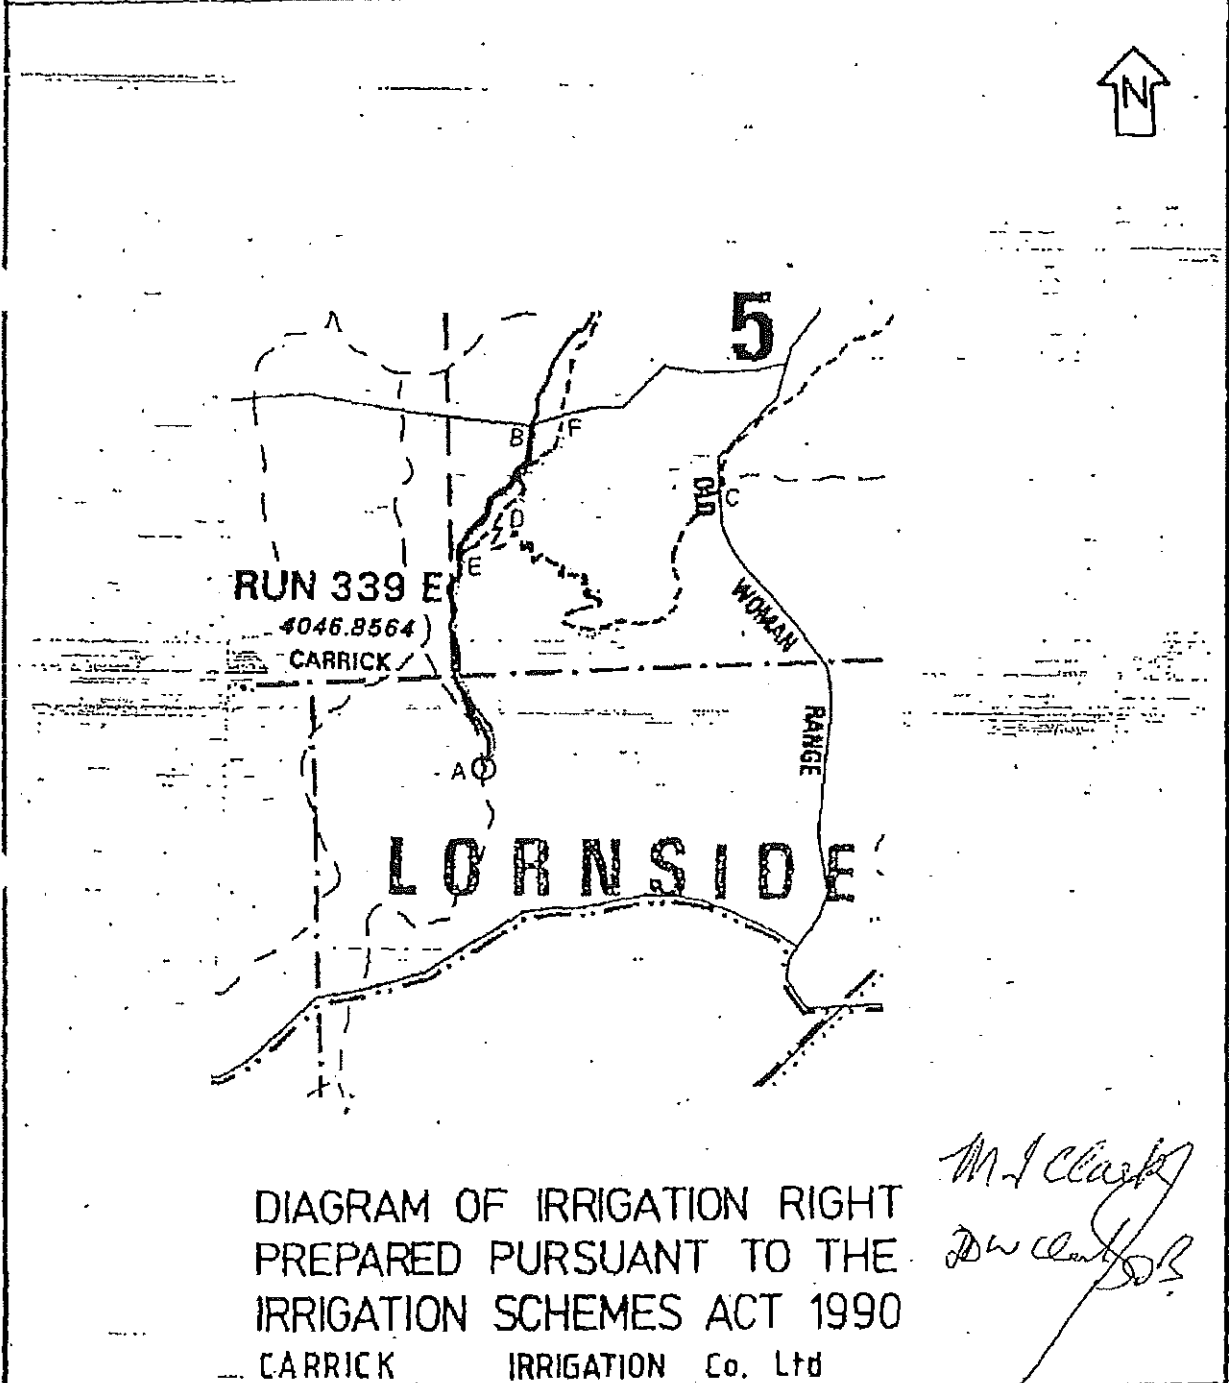 N
5
B
F
C
OLD
D
E
RUN 339 E
4046.8564
CARRICK
WOMAN
RANGE
A
LORNSIDE
DIAGRAM OF IRRIGATION RIGHT
PREPARED PURSUANT TO THE
IRRIGATION SCHEMES ACT 1990
CARRICK IRRIGATION Co. Ltd
M J Clark